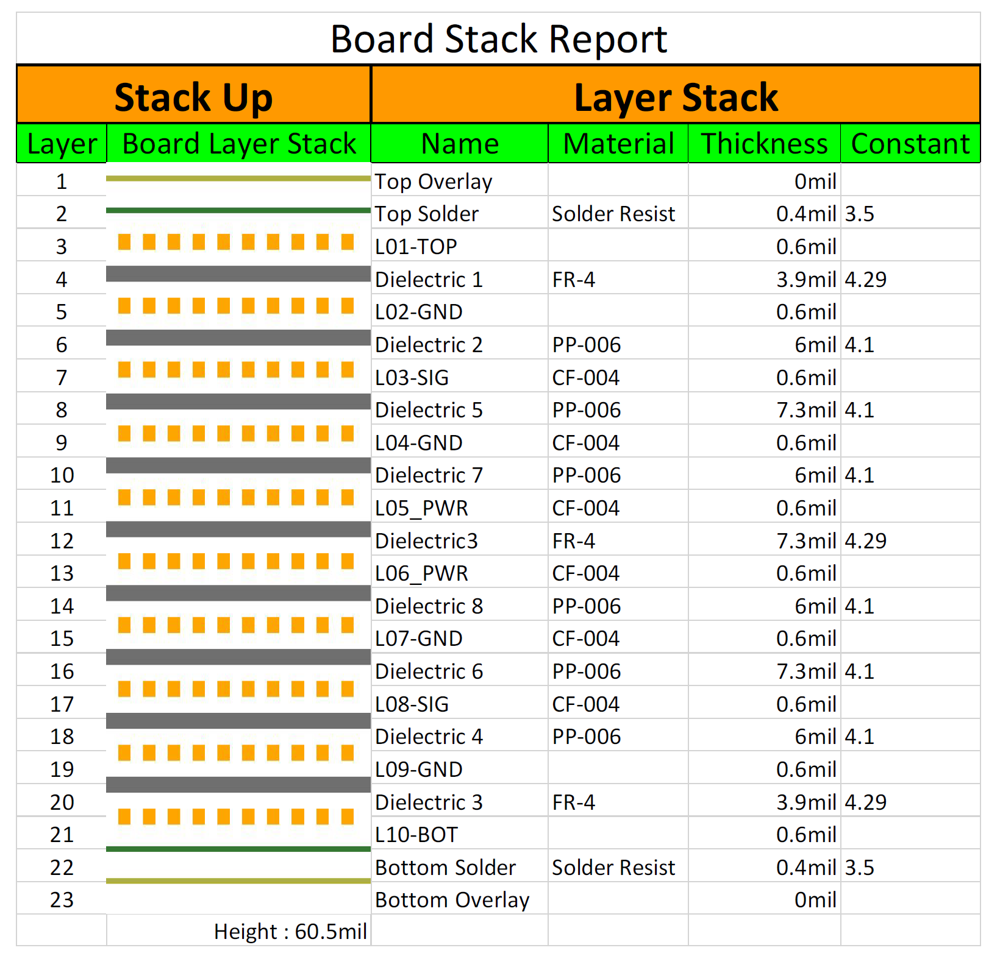 Board Stack Report
Stack Up Layer Stack
Layer Board Layer Stack Name Material Thickness Constant
1 Top Overlay 0mil
2 Top Solder Solder Resist 0.4mil 3.5
3 L01-TOP 0.6mil
4 Dielectric 1 FR-4 3.9mil 4.29
5 L02-GND 0.6mil
6 Dielectric 2 PP-006 6mil 4.1
7 L03-SIG CF-004 0.6mil
8 Dielectric 5 PP-006 7.3mil 4.1
9 L04-GND CF-004 0.6mil
10 Dielectric 7 PP-006 6mil 4.1
11 L05_PWR CF-004 0.6mil
12 Dielectric3 FR-4 7.3mil 4.29
13 L06_PWR CF-004 0.6mil
14 Dielectric 8 PP-006 6mil 4.1
15 L07-GND CF-004 0.6mil
16 Dielectric 6 PP-006 7.3mil 4.1
17 L08-SIG CF-004 0.6mil
18 Dielectric 4 PP-006 6mil 4.1
19 L09-GND 0.6mil
20 Dielectric 3 FR-4 3.9mil 4.29
21 L10-BOT 0.6mil
22 Bottom Solder Solder Resist 0.4mil 3.5
23 Bottom Overlay 0mil
Height : 60.5mil